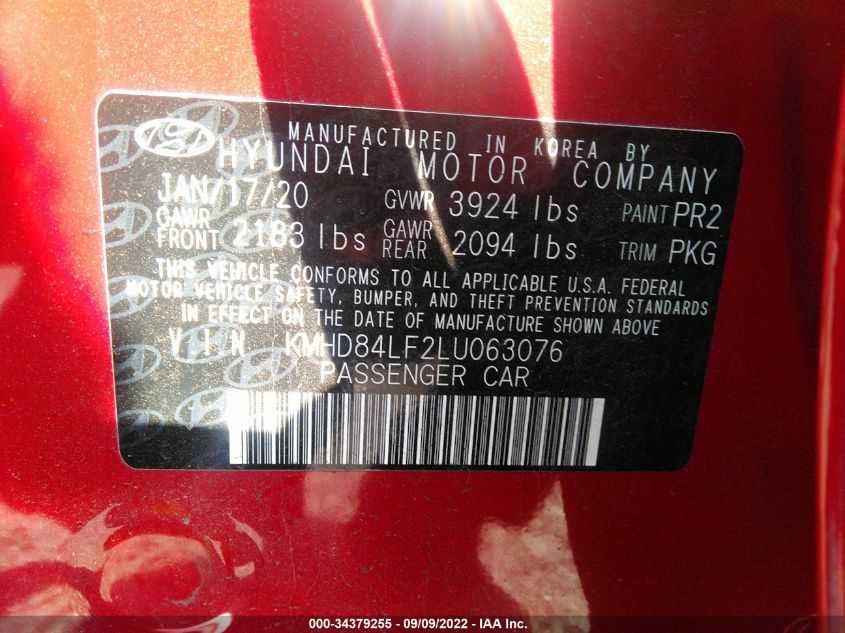 MANUFACTURED IN KOREA BY
HYUNDAI MOTOR COMPANY
JAN/17/20 GVWR 3924 lbs PAINT PR2
GAWR FRONT 2183 lbs GAWR REAR 2094 lbs TRIM PKG
THIS VEHICLE CONFORMS TO ALL APPLICABLE U.S.A. FEDERAL
MOTOR VEHICLE SAFETY, BUMPER, AND THEFT PREVENTION STANDARDS
IN EFFECT ON THE DATE OF MANUFACTURE SHOWN ABOVE
VIN KMHD84LF2LU063076
PASSENGER CAR
000-34379255 - 09/09/2022 - IAA Inc.